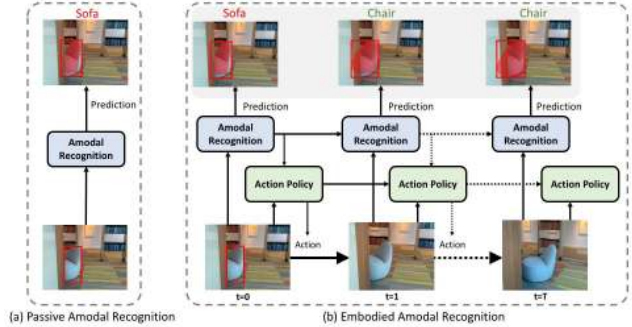 Sofa
Sofa
Chair
Chair
Prediction
Prediction
Prediction
Prediction
Amodal
Recognition
Amodal
Recognition
Amodal
Recognition
Amodal
Recognition
Action Policy
Action Policy
Action Policy
Action
Action
t=0
t=1
t=T
(a) Passive Amodal Recognition
(b) Embodied Amodal Recognition